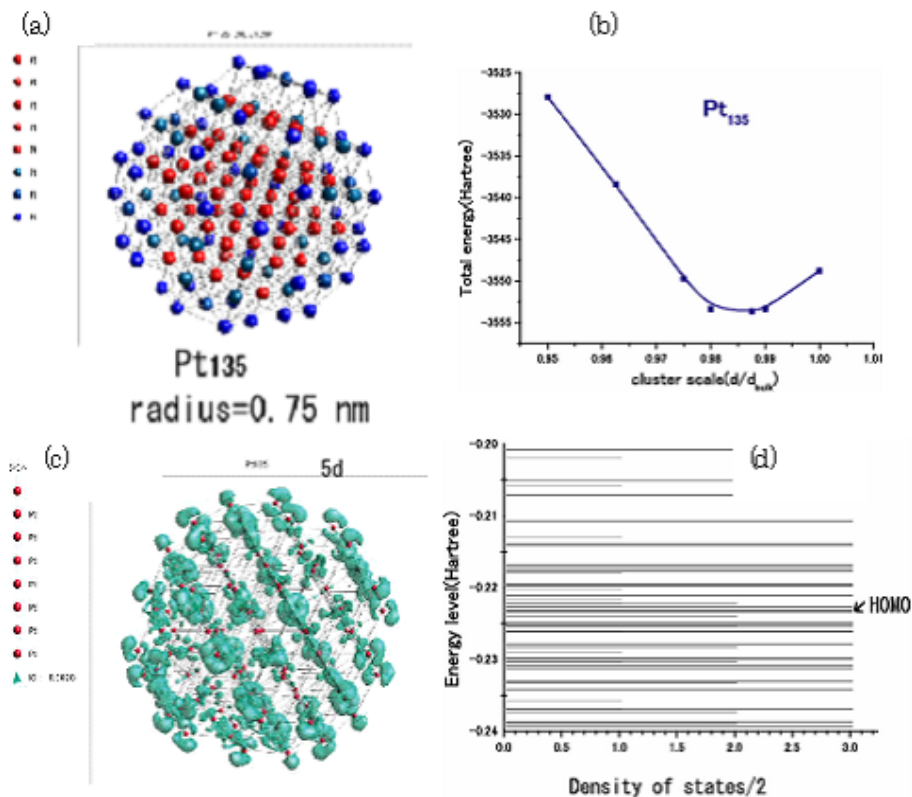 (a)
Pt135
radius=0.75 nm
(b)
Pt135
Total energy(Hartree)
-3525
-3530
-3535
-3540
-3545
-3550
-3555
0.95
0.96
0.97
0.98
0.99
1.00
1.01
cluster scale(d/dbulk)
(c)
5d
Pt
Pt
Pt
Pt
Pt
Pt
Pt
(d)
Energy level(Hartree)
-0.20
-0.21
-0.22
-0.23
-0.24
HOMO
0.0
0.5
1.0
1.5
2.0
2.5
3.0
Density of states/2